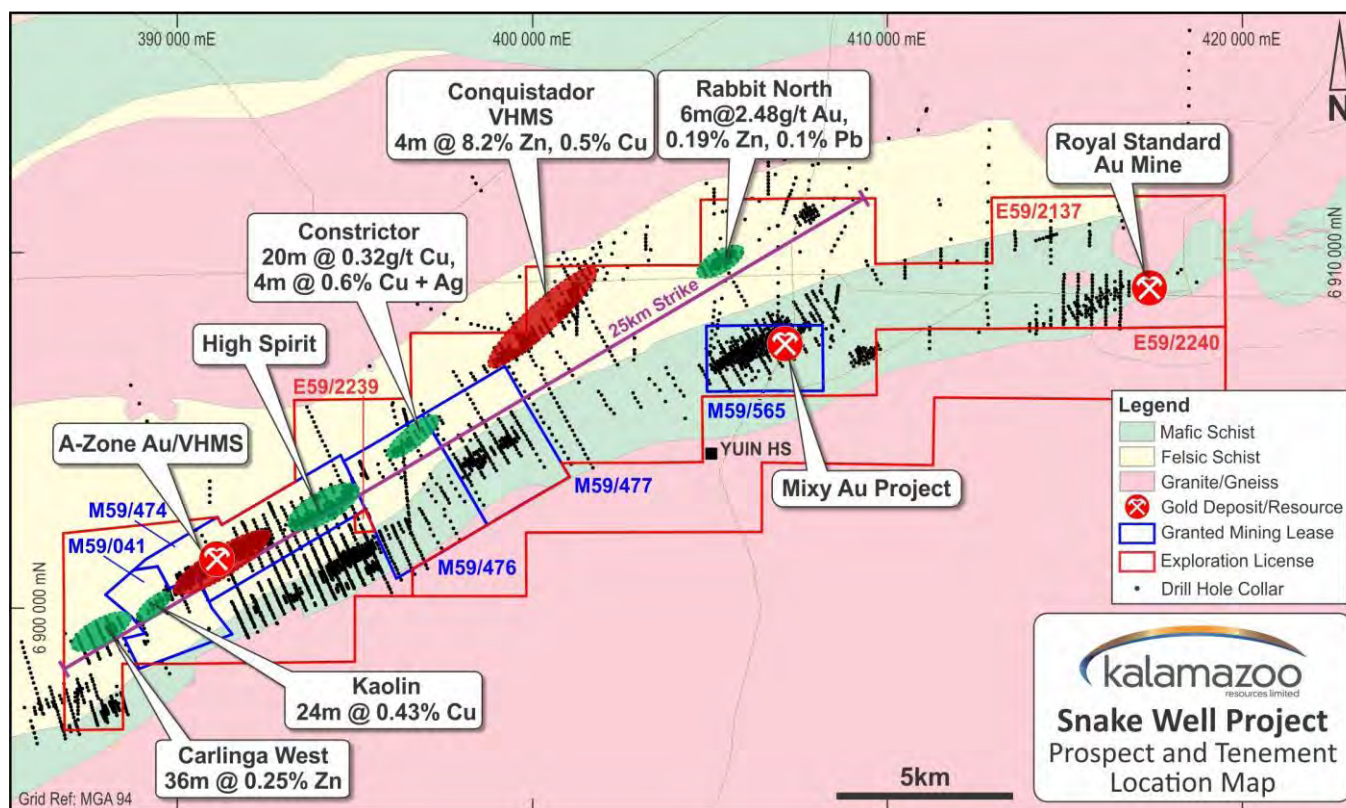 390 000 mE
400 000 mE
410 000 mE
420 000 mE
N
Conquistador
VHMS
4m @ 8.2% Zn, 0.5% Cu
Rabbit North
6m@2.48g/t Au,
0.19% Zn, 0.1% Pb
Royal Standard
Au Mine
Constrictor
20m @ 0.32g/t Cu,
4m @ 0.6% Cu + Ag
E59/2137
6 910 000 mN
25km Strike
High Spirit
E59/2239
E59/2240
M59/565
A-Zone Au/VHMS
YUIN HS
M59/477
Mixy Au Project
M59/474
M59/041
M59/476
6 900 000 mN
Kaolin
24m @ 0.43% Cu
Carlinga West
36m @ 0.25% Zn
Legend
Mafic Schist
Felsic Schist
Granite/Gneiss
Gold Deposit/Resource
Granted Mining Lease
Exploration License
Drill Hole Collar
kalamazoo
resources limited
Snake Well Project
Prospect and Tenement
Location Map
5km
Grid Ref: MGA 94